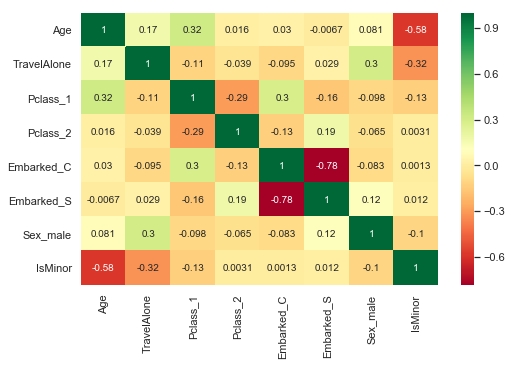 Age 1 0.17 0.32 0.016 0.03 -0.0067 0.081 -0.58
TravelAlone 0.17 1 -0.11 -0.039 -0.095 0.029 0.3 -0.32
Pclass_1 0.32 -0.11 1 -0.29 0.3 -0.16 -0.098 -0.13
Pclass_2 0.016 -0.039 -0.29 1 -0.13 0.19 -0.065 0.0031
Embarked_C 0.03 -0.095 0.3 -0.13 1 -0.78 -0.083 0.0013
Embarked_S -0.0067 0.029 -0.16 0.19 -0.78 1 0.12 0.012
Sex_male 0.081 0.3 -0.098 -0.065 -0.083 0.12 1 -0.1
IsMinor -0.58 -0.32 -0.13 0.0031 0.0013 0.012 -0.1 1
Age
TravelAlone
Pclass_1
Pclass_2
Embarked_C
Embarked_S
Sex_male
IsMinor
0.9
0.6
0.3
0.0
-0.3
-0.6